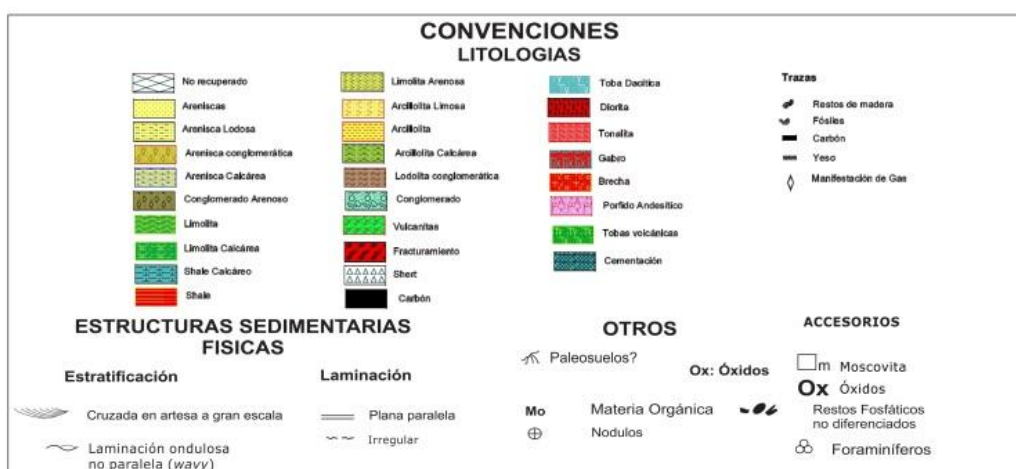 CONVENCIONES
LITOLOGIAS
No recuperado
Areniscas
Arenisca Lodosa
Arenisca conglomerática
Arenisca Calcárea
Conglomerado Arenoso
Limolita
Limolita Calcárea
Shale Calcáreo
Shale
Limolita Arenosa
Arcillolita Limosa
Arcillolita
Arcillolita Calcárea
Lodolita conglomerática
Conglomerado
Vulcanitas
Fracturamiento
Shert
Carbón
Toba Dacítica
Diorita
Tonalita
Gabro
Brecha
Porfido Andesítico
Tobas volcánicas
Cementación
Trazas
Restos de madera
Fósiles
Carbón
Yeso
Manifestación de Gas
ESTRUCTURAS SEDIMENTARIAS
FISICAS
Estratificación
Cruzada en artesa a gran escala
Laminación ondulosa
no paralela (wavy)
Laminación
Plana paralela
Irregular
OTROS
Paleosuelos?
Ox: Óxidos
Mo Materia Orgánica
Nodulos
ACCESORIOS
m Moscovita
Ox Óxidos
Restos Fosfáticos
no diferenciados
Foraminíferos